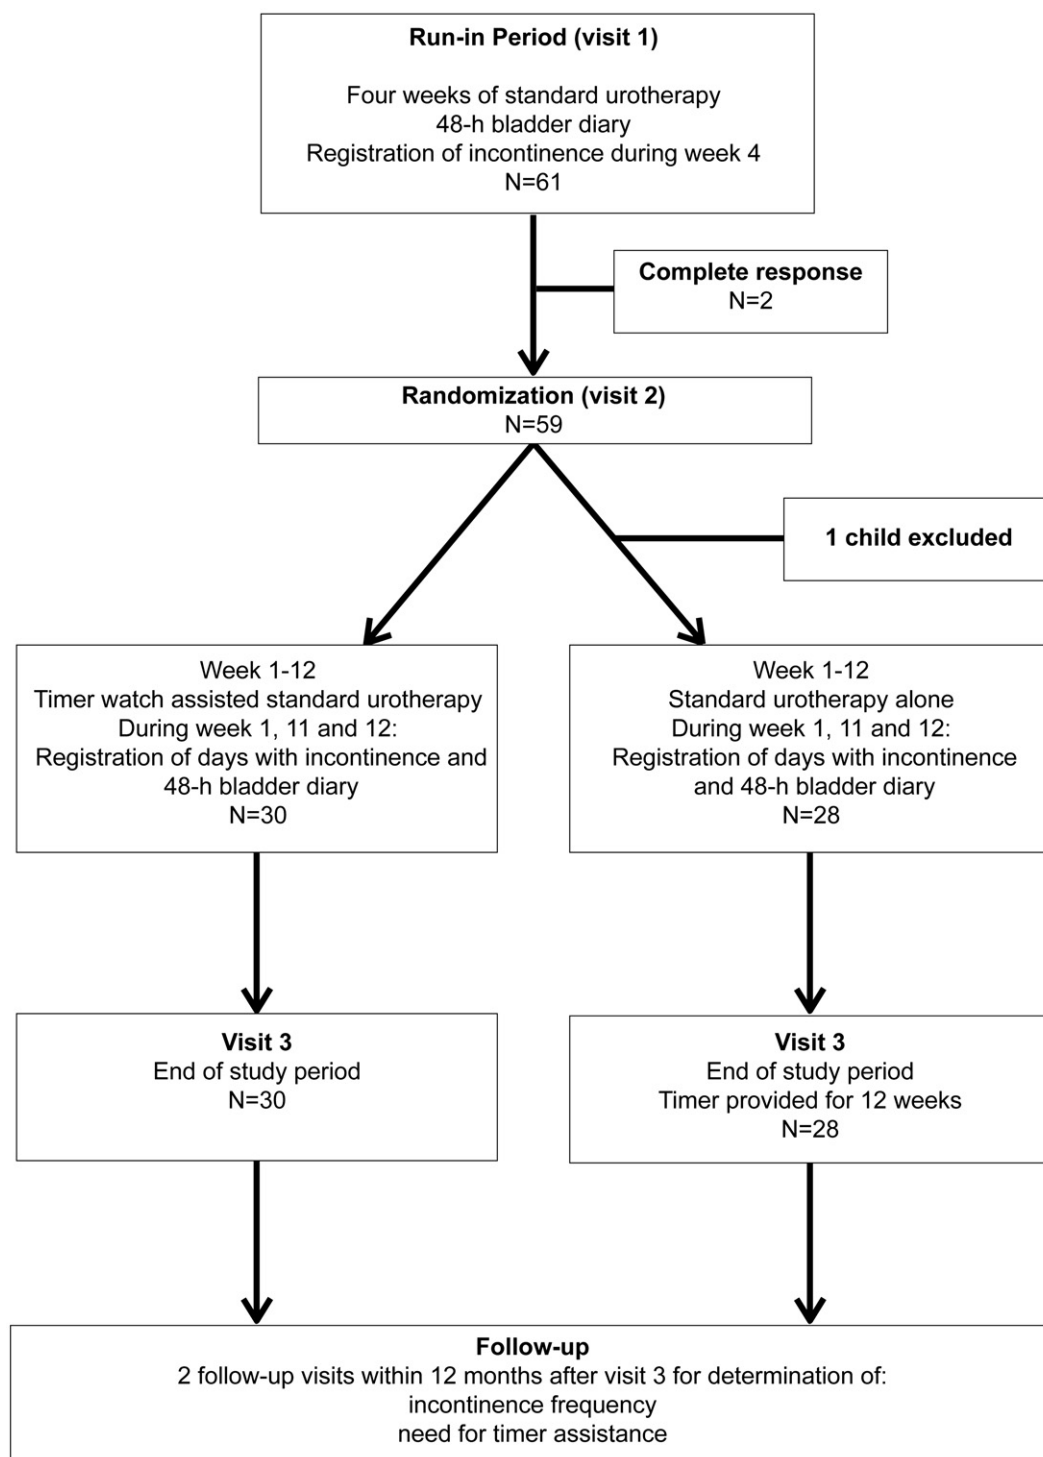 Run-in Period (visit 1)
Four weeks of standard urotherapy
48-h bladder diary
Registration of incontinence during week 4
N=61
Complete response
N=2
Randomization (visit 2)
N=59
1 child excluded
Week 1-12
Timer watch assisted standard urotherapy
During week 1, 11 and 12:
Registration of days with incontinence and
48-h bladder diary
N=30
Week 1-12
Standard urotherapy alone
During week 1, 11 and 12:
Registration of days with incontinence
and 48-h bladder diary
N=28
Visit 3
End of study period
N=30
Visit 3
End of study period
Timer provided for 12 weeks
N=28
Follow-up
2 follow-up visits within 12 months after visit 3 for determination of:
incontinence frequency
need for timer assistance